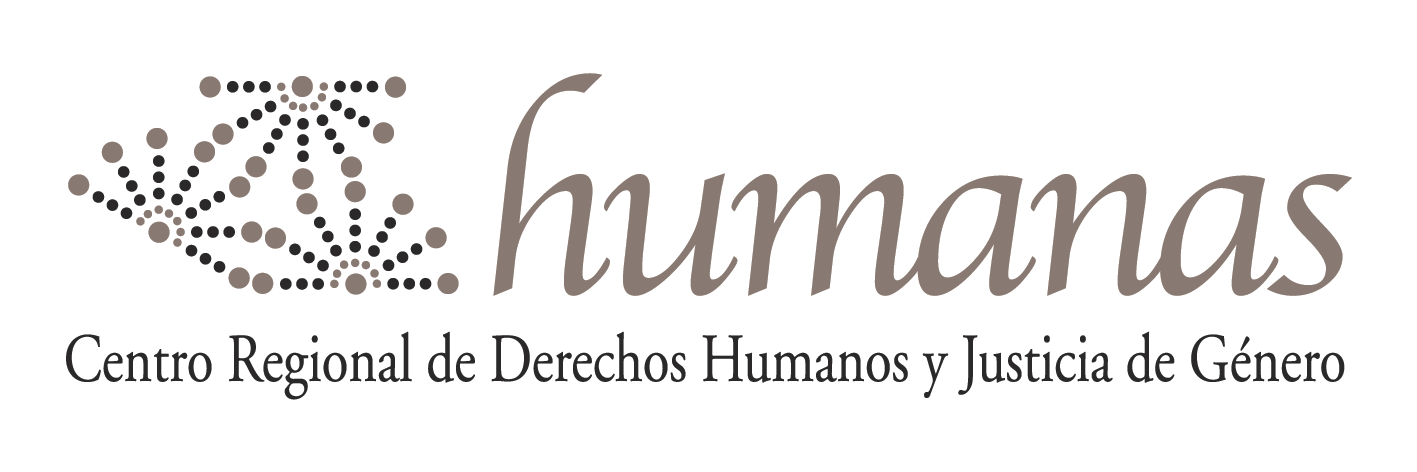 humanas
Centro Regional de Derechos Humanos y Justicia de Género